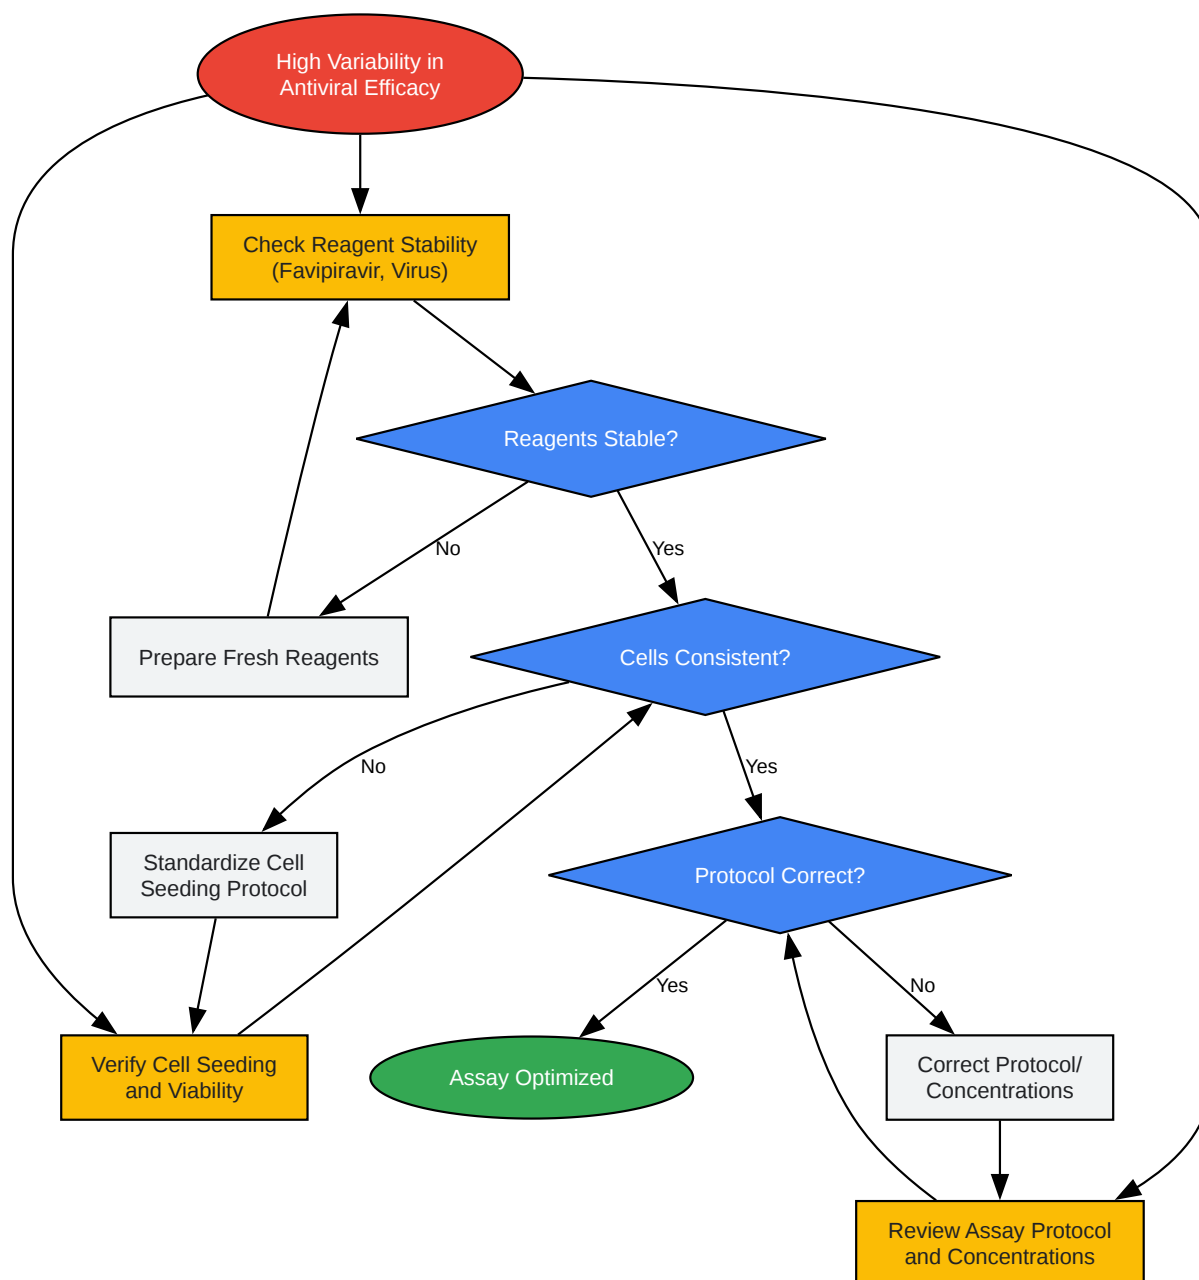 High Variability in
Antiviral Efficacy
Check Reagent Stability
(Favipiravir, Virus)
Reagents Stable?
No
Yes
Prepare Fresh Reagents
Cells Consistent?
No
Yes
Standardize Cell
Seeding Protocol
Protocol Correct?
Yes
No
Verify Cell Seeding
and Viability
Assay Optimized
Correct Protocol/
Concentrations
Review Assay Protocol
and Concentrations